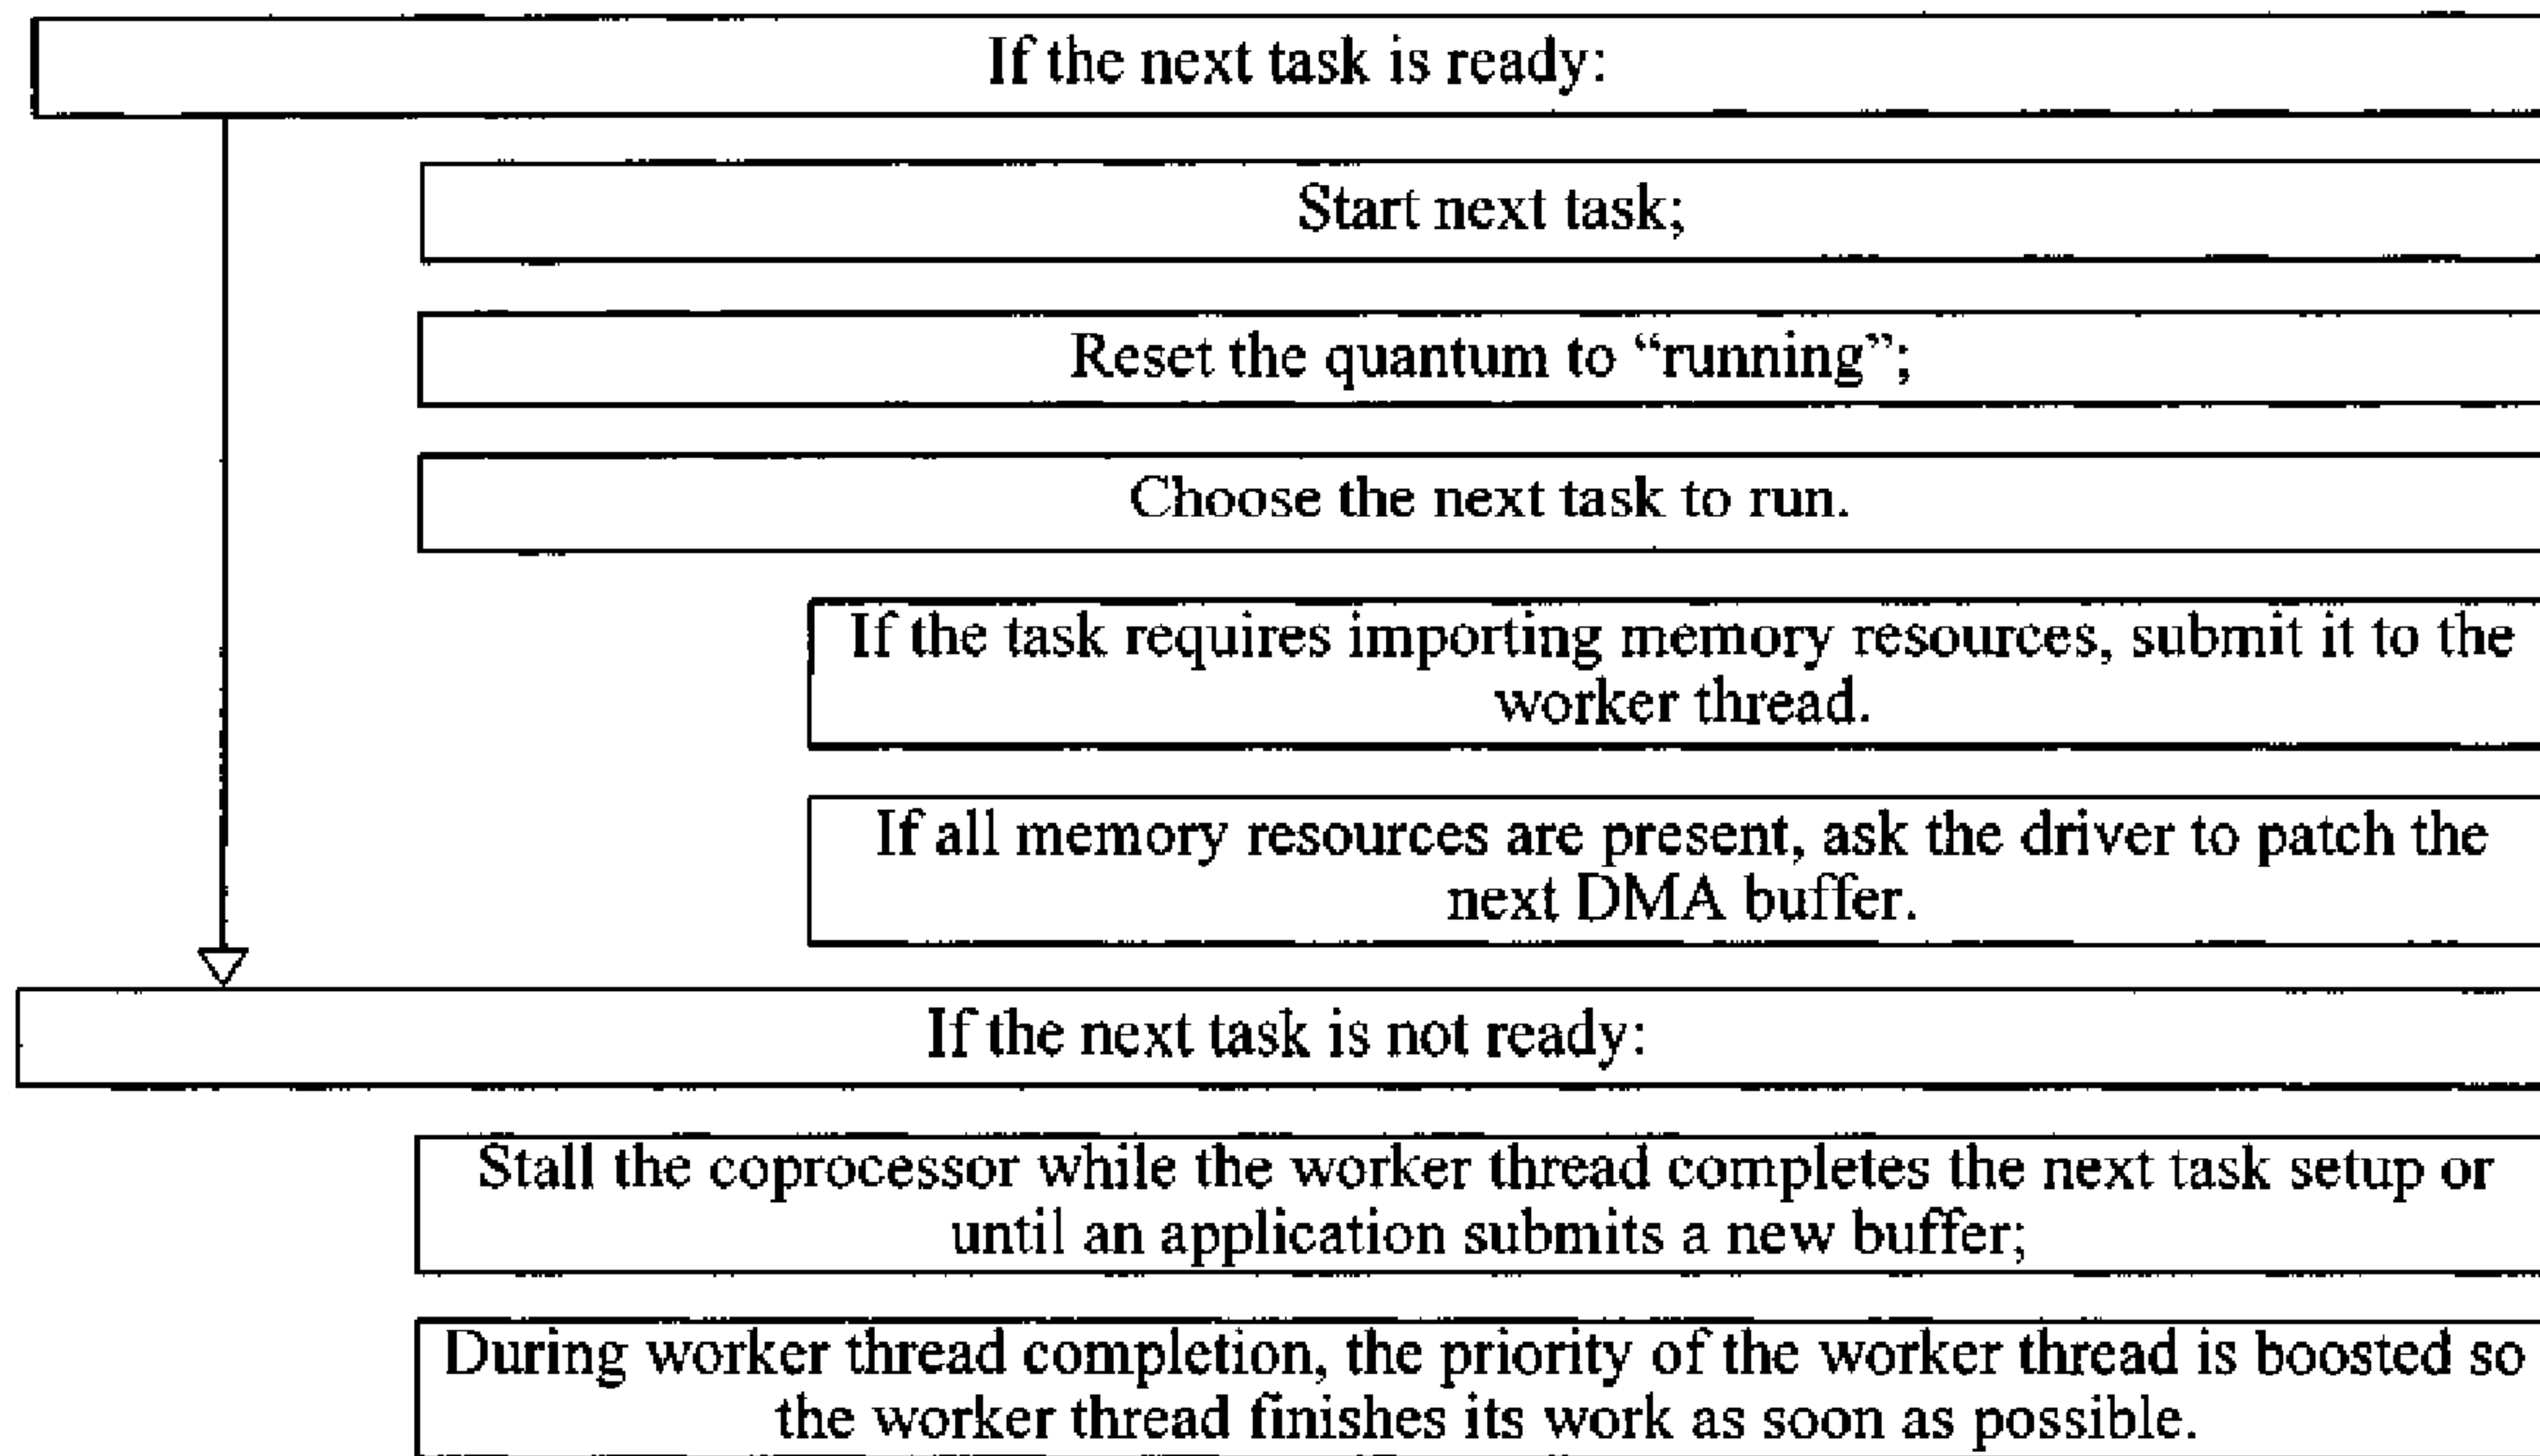 If the next task is ready:
Start next task;
Reset the quantum to “running”;
Choose the next task to run.
If the task requires importing memory resources, submit it to the
worker thread.
If all memory resources are present, ask the driver to patch the
next DMA buffer.
If the next task is not ready:
Stall the coprocessor while the worker thread completes the next task setup or
until an application submits a new buffer;
During worker thread completion, the priority of the worker thread is boosted so
the worker thread finishes its work as soon as possible.